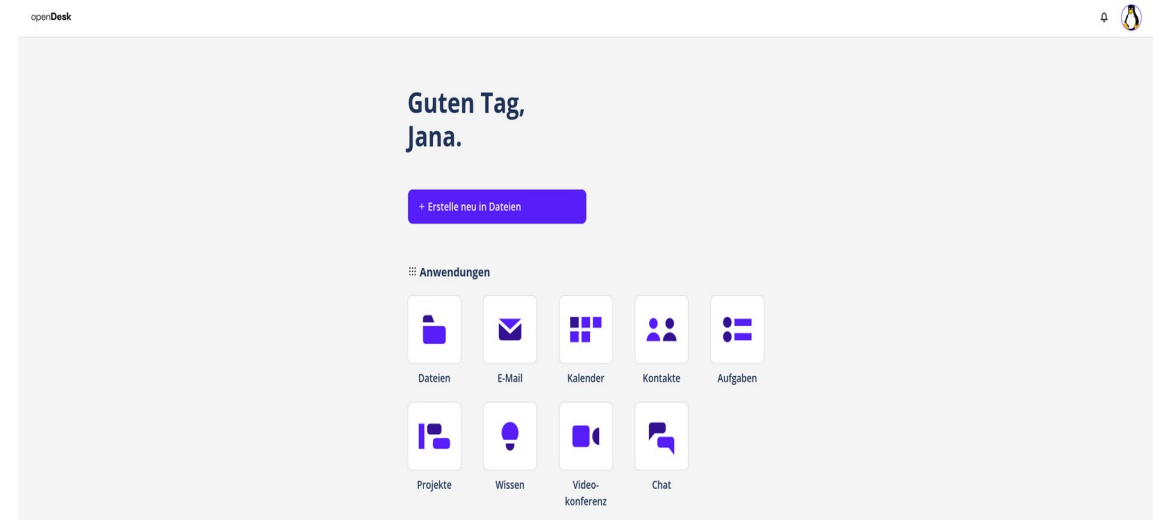 openDesk
Guten Tag,
Jana.
+ Erstelle neu in Dateien
Anwendungen
Dateien
E-Mail
Kalender
Kontakte
Aufgaben
Projekte
Wissen
Video-
konferenz
Chat